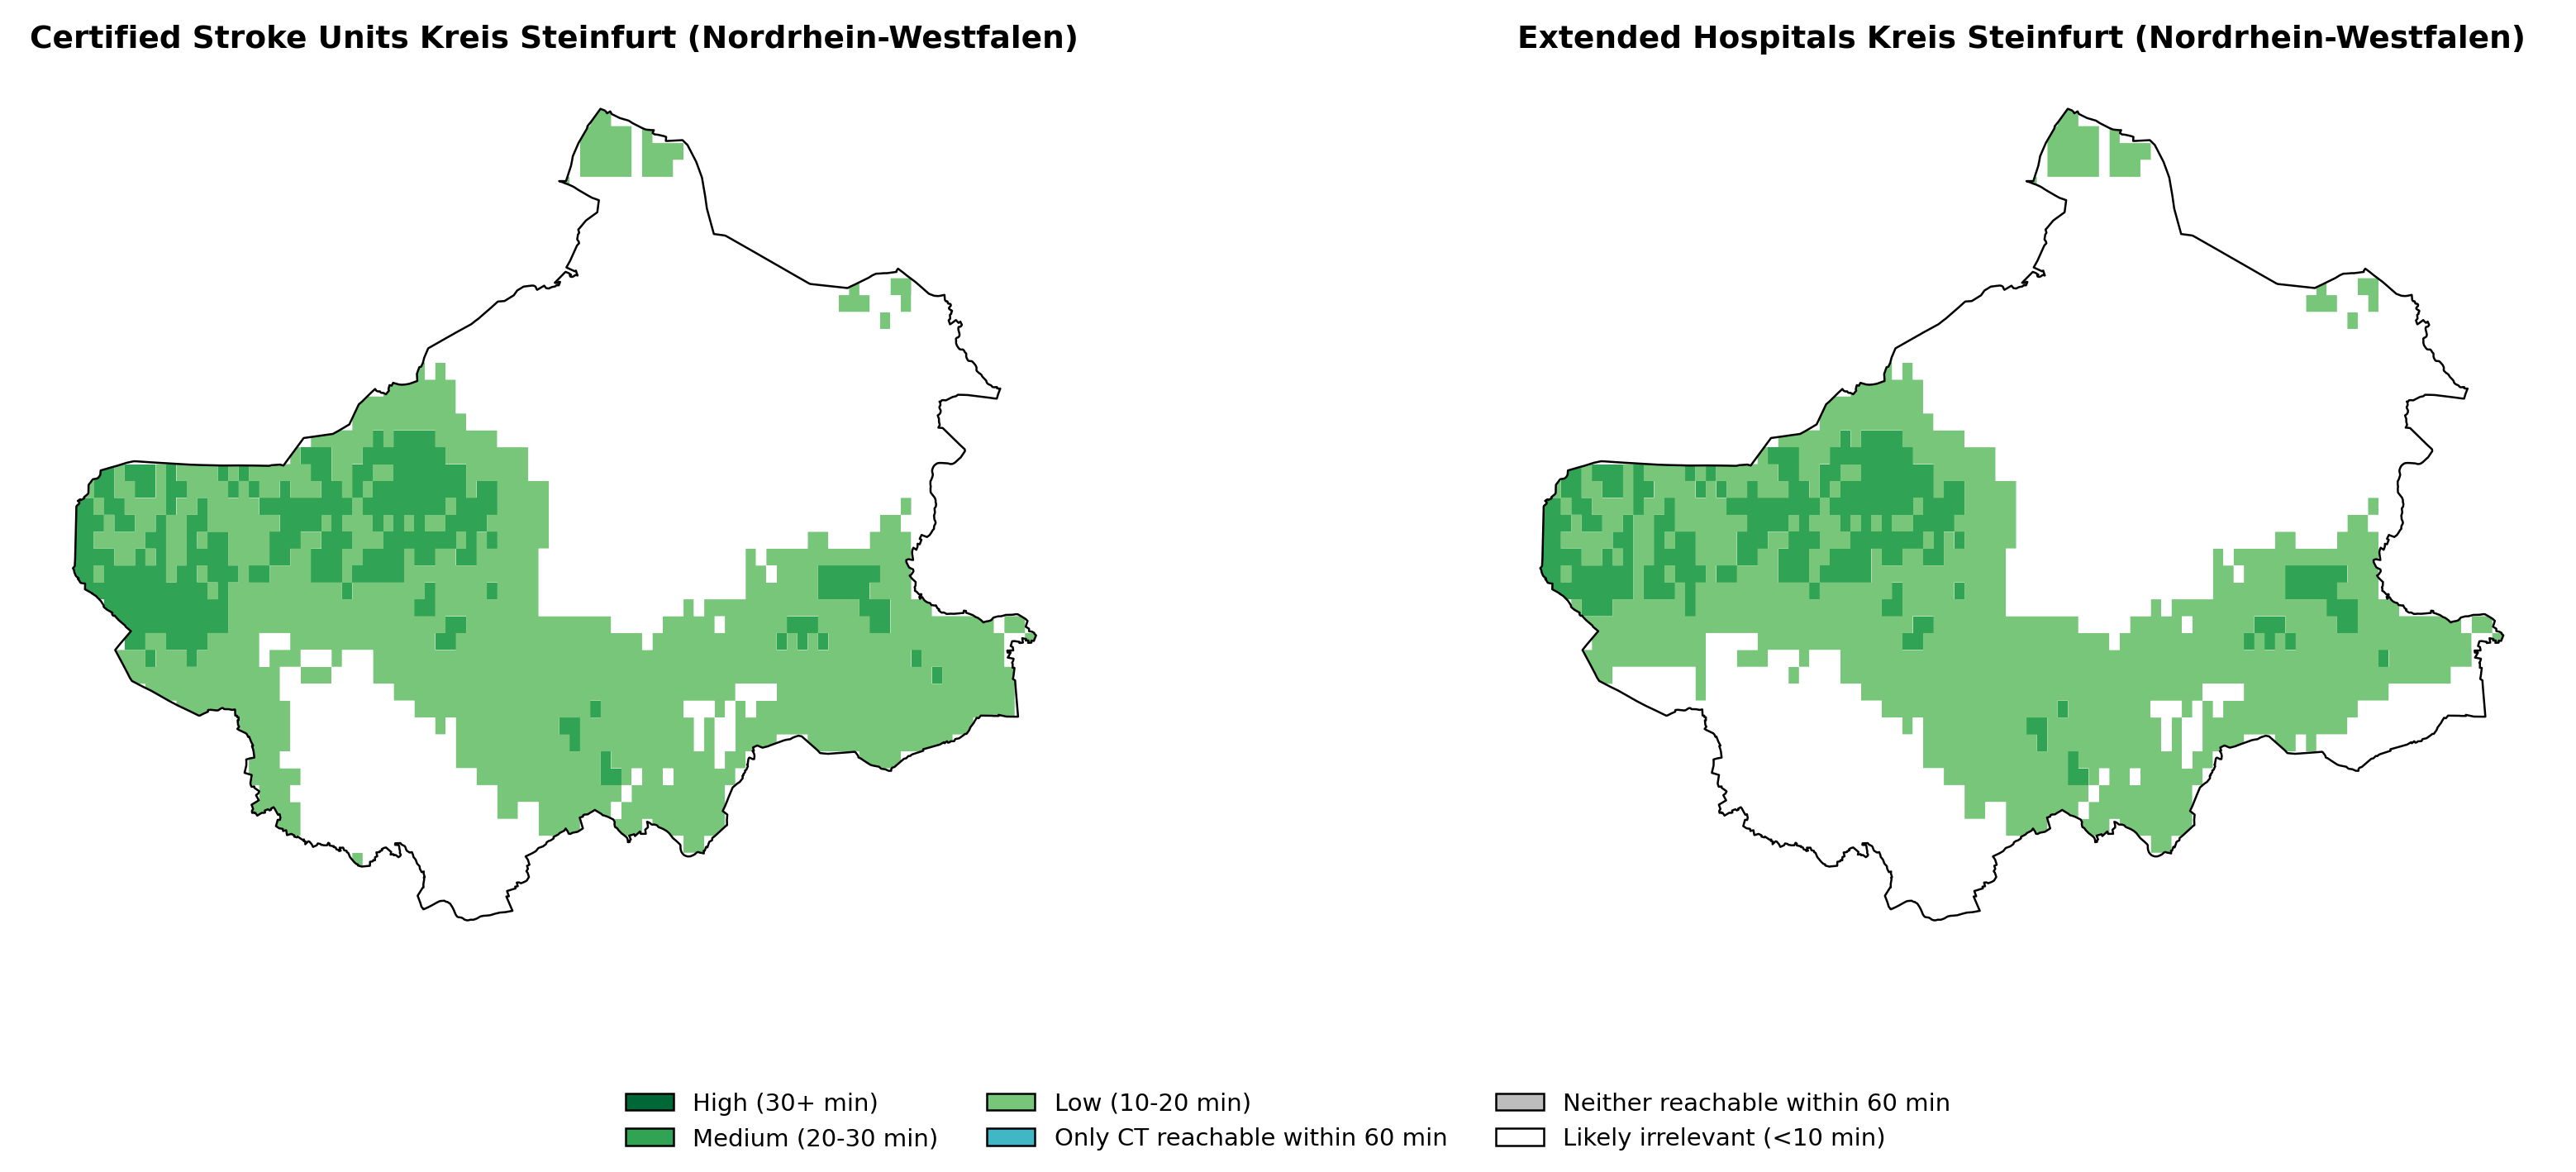 Certified Stroke Units Kreis Steinfurt (Nordrhein-Westfalen)
Extended Hospitals Kreis Steinfurt (Nordrhein-Westfalen)
High (30+ min)
Medium (20-30 min)
Low (10-20 min)
Only CT reachable within 60 min
Neither reachable within 60 min
Likely irrelevant (<10 min)